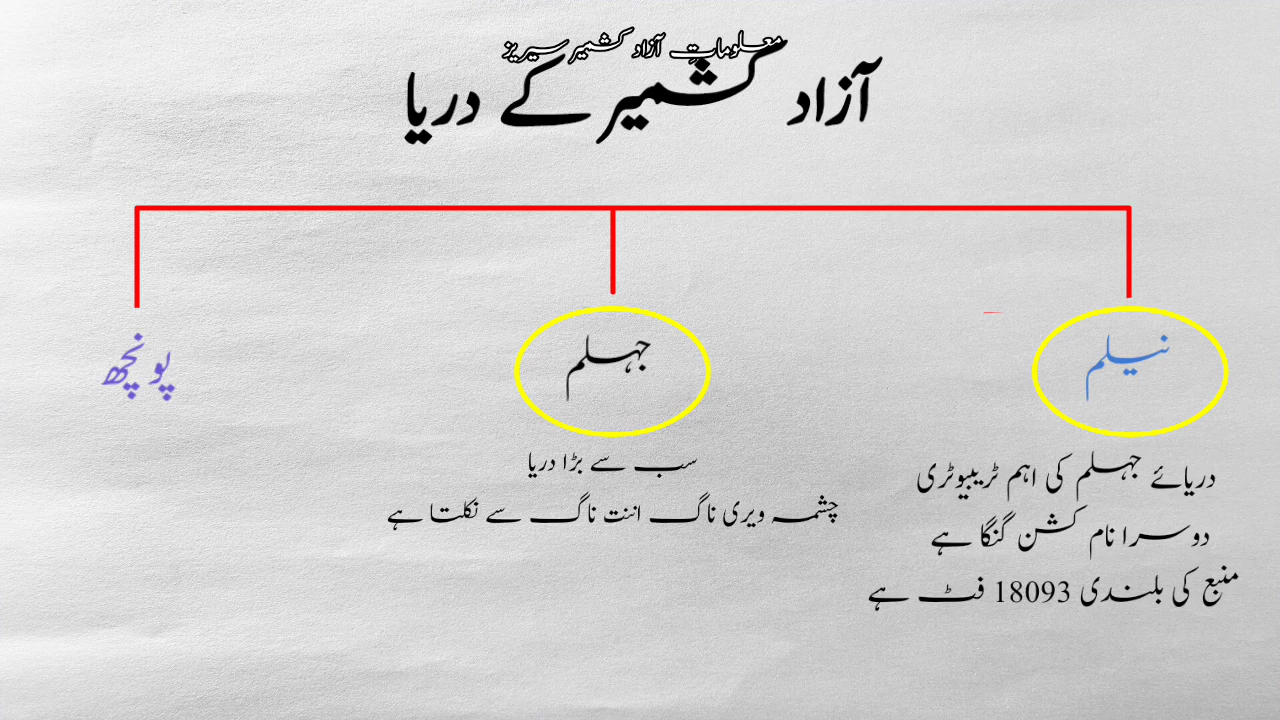 معلوماتِ آزاد کشمیر سیریز
آزاد کشمیر کے دریا
نیلم
دریائے جہلم کی اہم ٹریبیوٹری
دوسرا نام کشن گنگا ہے
منبع کی بلندی 18093 فٹ ہے
جہلم
سب سے بڑا دریا
چشمہ ویری ناگ اننت ناگ سے نکلتا ہے
پونچھ